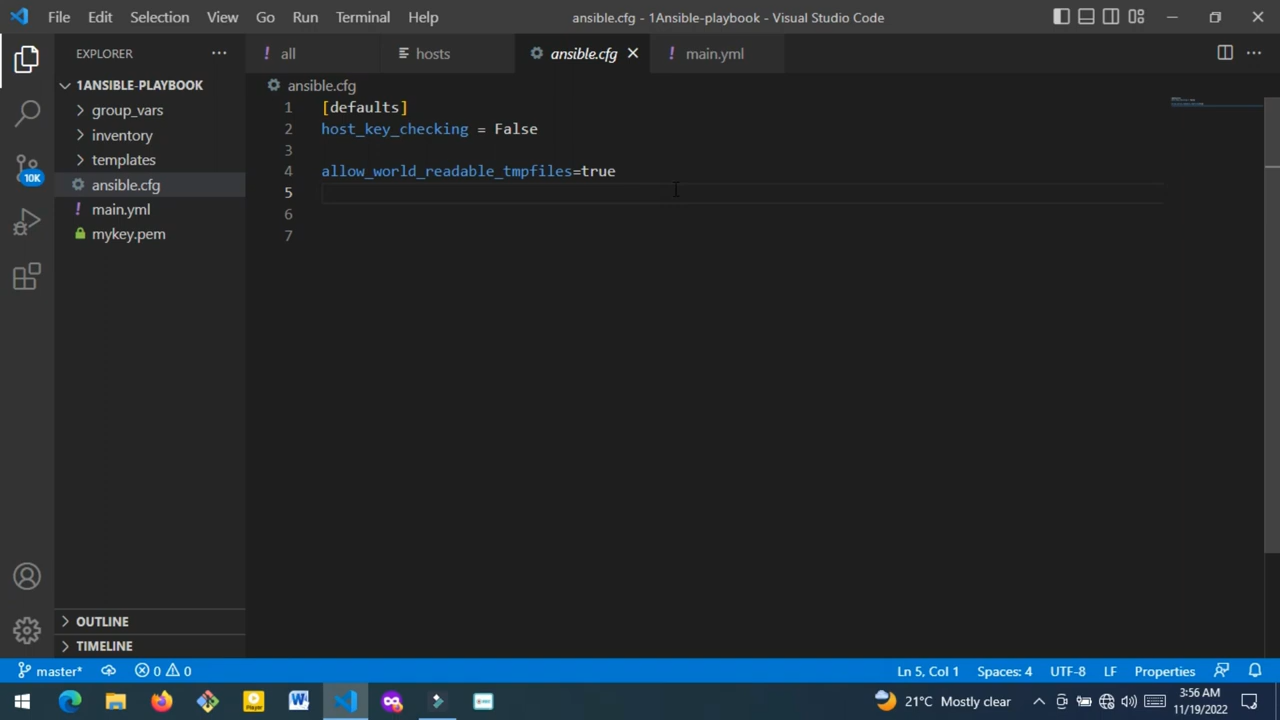 File Edit Selection View Go Run Terminal Help
ansible.cfg - 1Ansible-playbook - Visual Studio Code
EXPLORER
all
hosts
ansible.cfg
main.yml
1ANSIBLE-PLAYBOOK
group_vars
inventory
templates
ansible.cfg
main.yml
mykey.pem
10K
ansible.cfg
1 [defaults]
2 host_key_checking = False
3
4 allow_world_readable_tmpfiles=true
5
6
7
OUTLINE
TIMELINE
master* 0 0
Ln 5, Col 1 Spaces: 4 UTF-8 LF Properties
Player
21°C Mostly clear
3:56 AM
11/19/2022